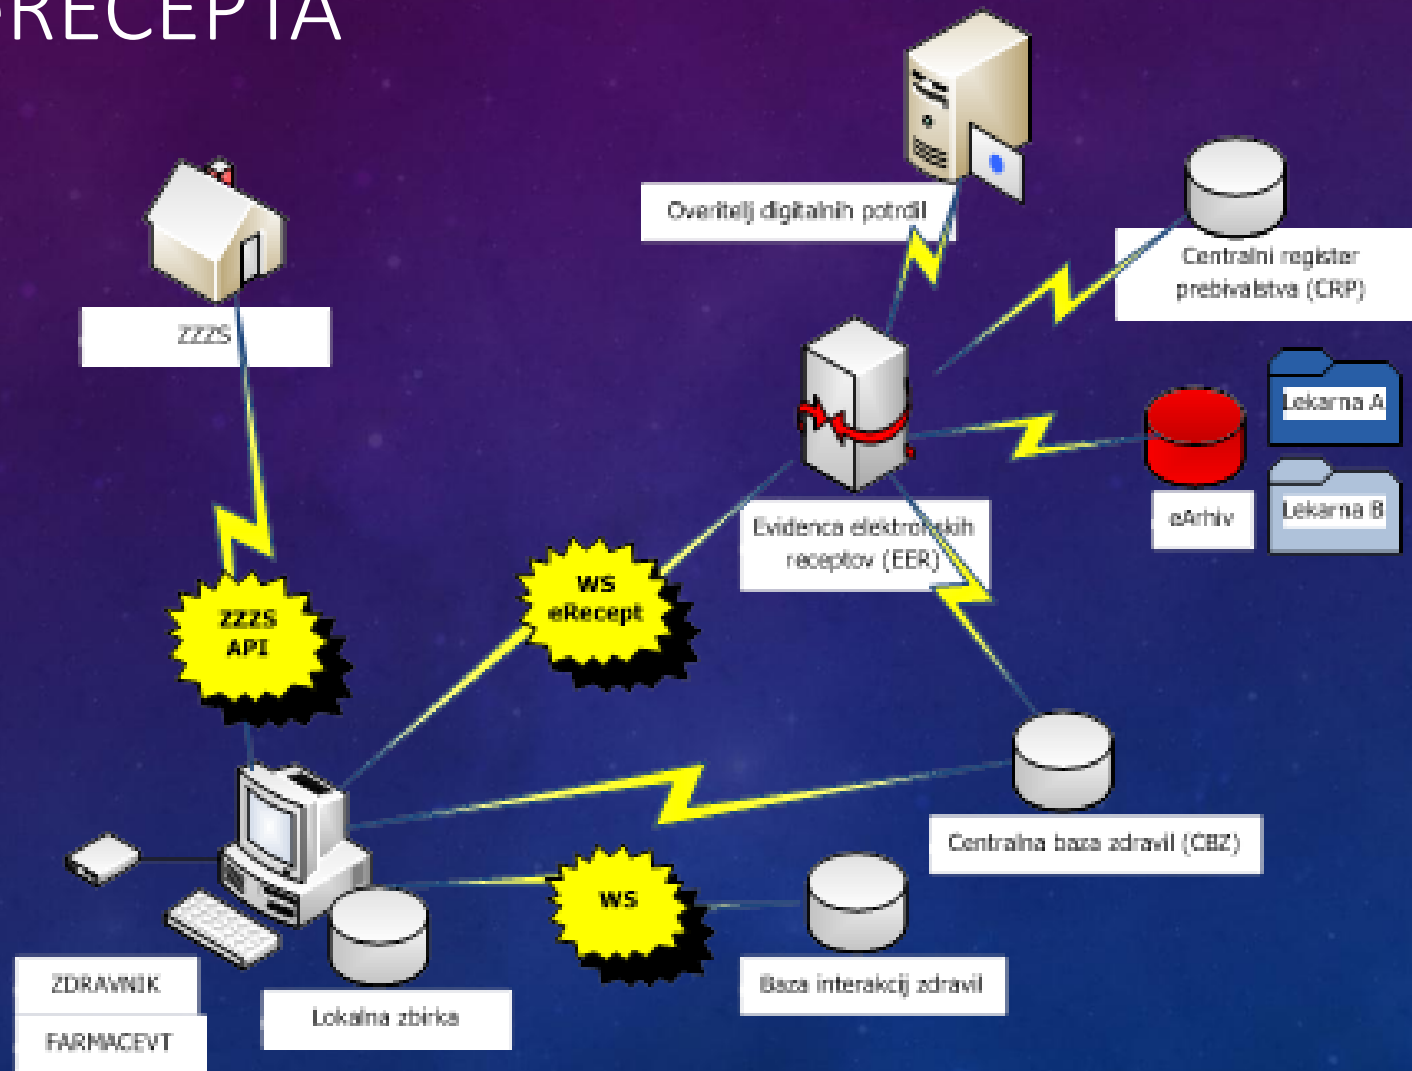 eRECEPTA
Overitelj digitalnih potrdil
Centralni register
prebivalstva (CRP)
ZZZS
Lekarna A
eArhiv
Lekarna B
Evidenca elektronskih
receptov (EER)
WS
eRecept
ZZZS
API
Centralna baza zdravil (CBZ)
WS
Baza interakcij zdravil
ZDRAVNIK
Lokalna zbirka
FARMACEVT